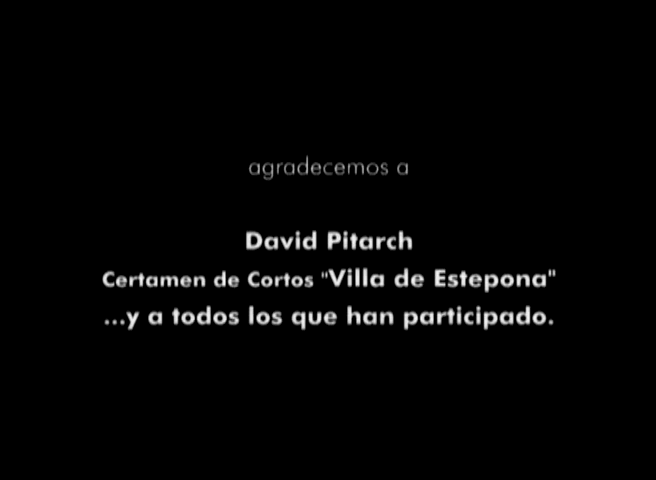 agradecemos a
David Pitarch
Certamen de Cortos "Villa de Estepona"
...y a todos los que han participado.